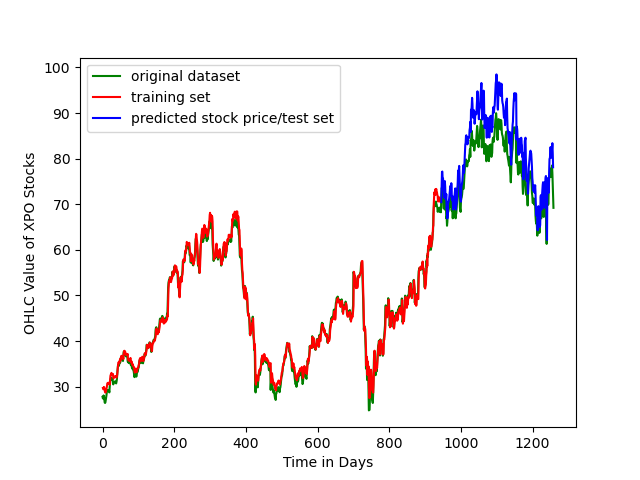 original dataset
training set
predicted stock price/test set
100
90
80
70
60
50
40
30
OHLC Value of XPO Stocks
0 200 400 600 800 1000 1200
Time in Days